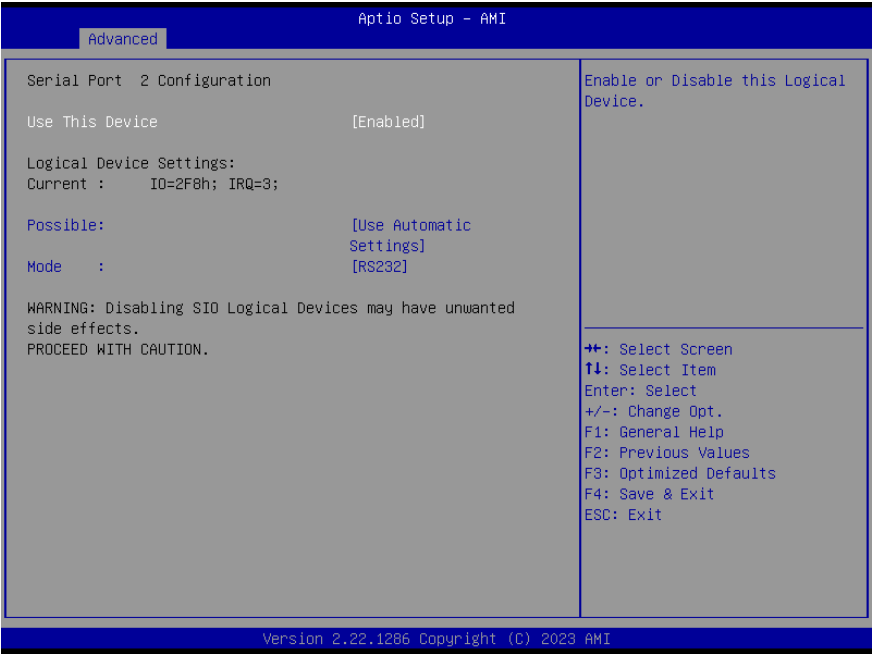 Aptio Setup – AMI
Advanced
Serial Port  2 Configuration
Use This Device [Enabled]
Logical Device Settings:
Current : IO=2F8h; IRQ=3;
Possible: [Use Automatic
Settings]
Mode : [RS232]
WARNING: Disabling SIO Logical Devices may have unwanted
side effects.
PROCEED WITH CAUTION.
Enable or Disable this Logical
Device.
→←: Select Screen
↑↓: Select Item
Enter: Select
+/-: Change Opt.
F1: General Help
F2: Previous Values
F3: Optimized Defaults
F4: Save & Exit
ESC: Exit
Version 2.22.1286 Copyright (C) 2023 AMI